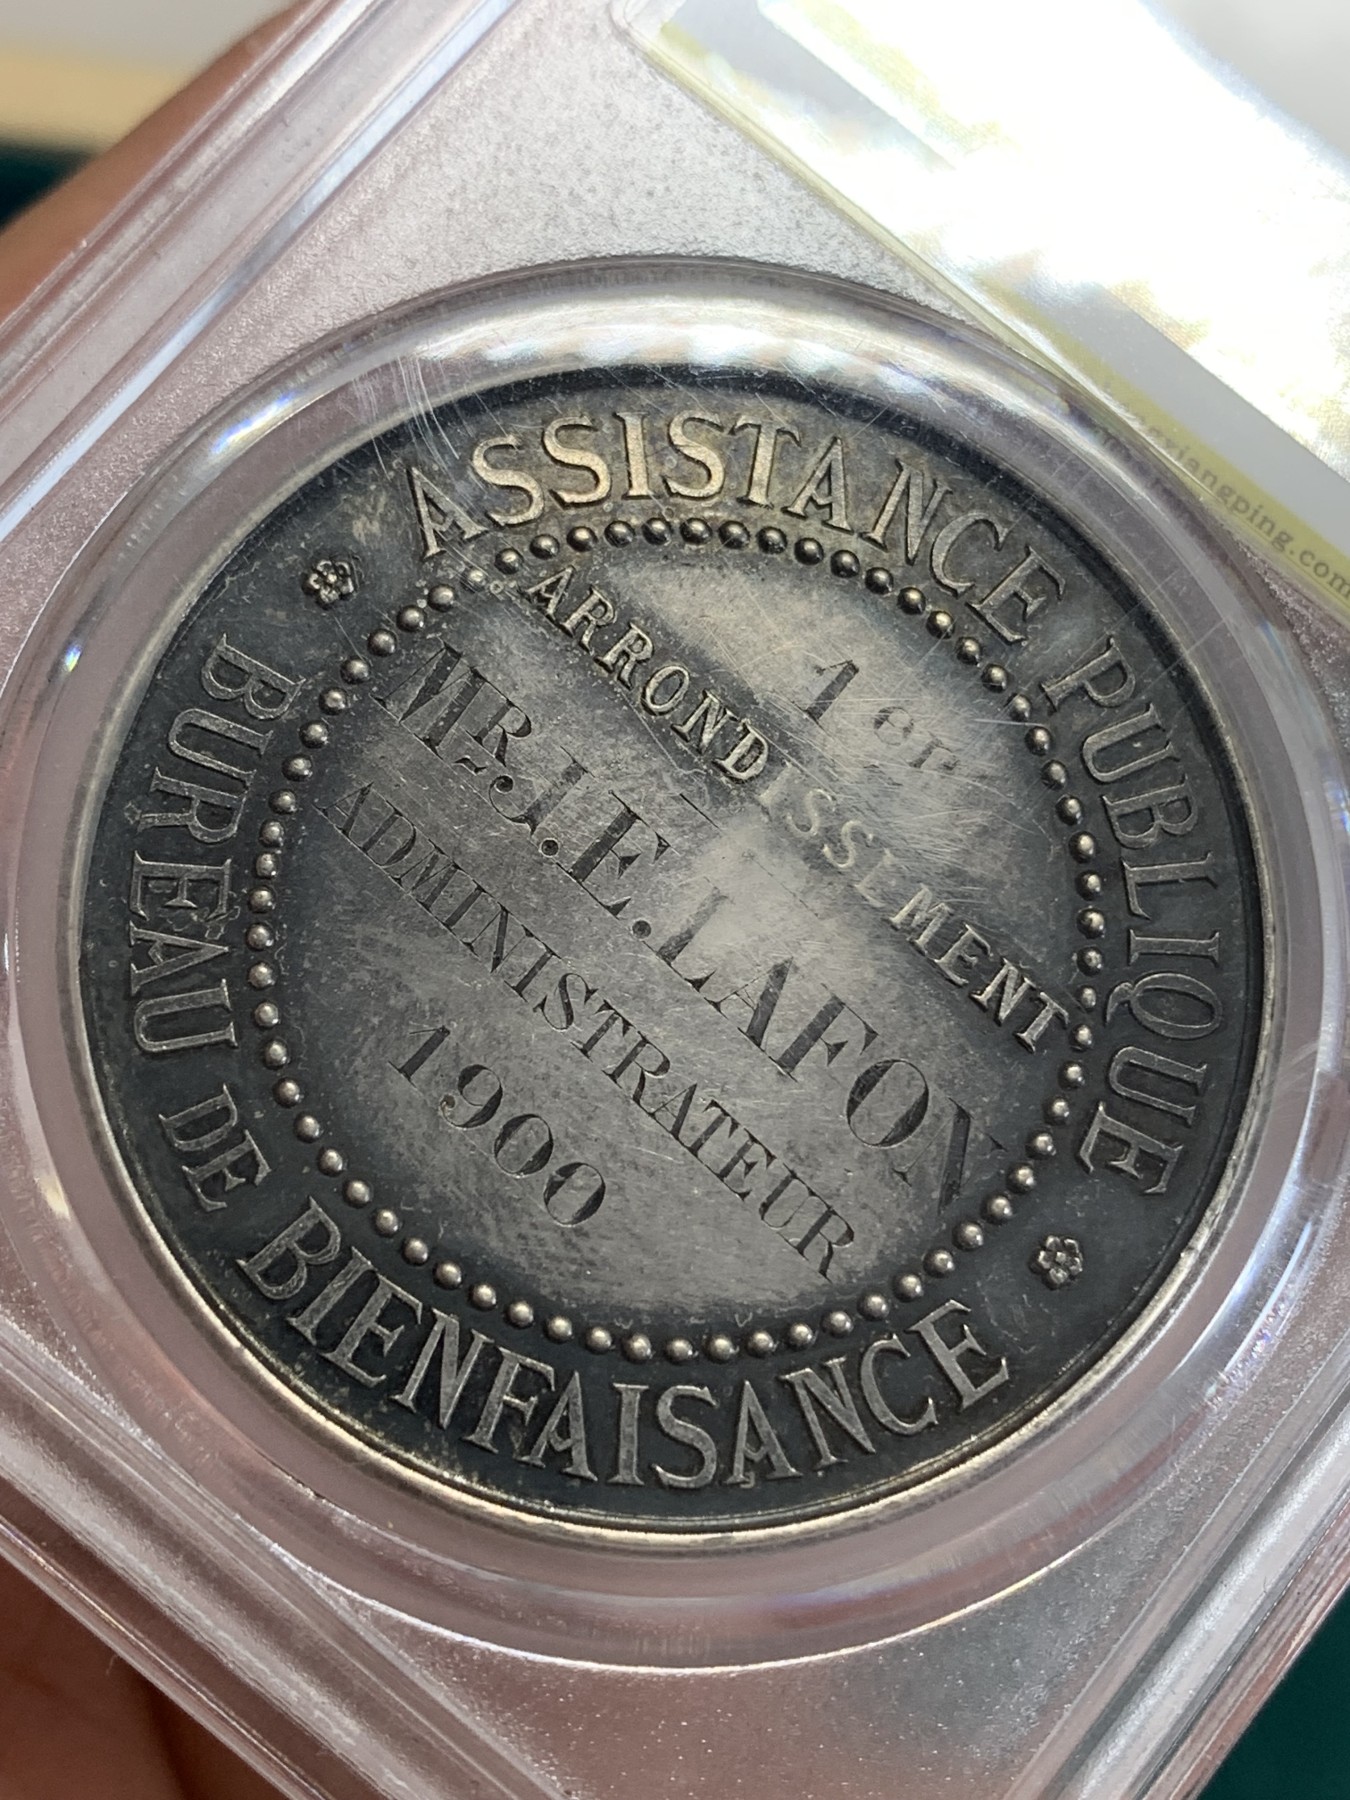 ASSISTANCE PUBLIQUE
1er
ARRONDISSEMENT
MR.J.E.LAFON
ADMINISTRATEUR
1900
BUREAU DE BIENFAISANCE